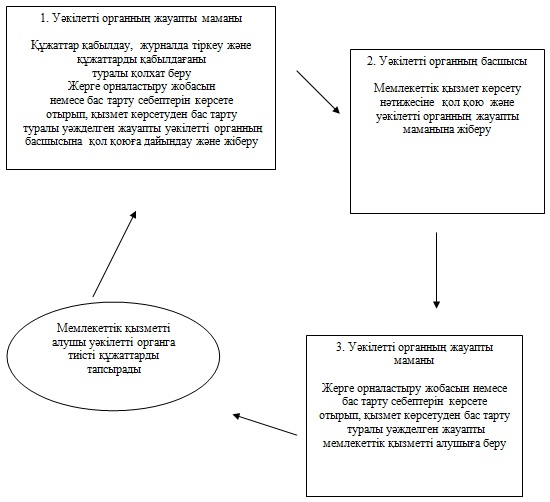 1. Уәкілетті органның жауапты маманы
Құжаттар қабылдау, журналда тіркеу және
құжаттарды қабылдағаны
туралы қолхат беру
Жерге орналастыру жобасын
немесе бас тарту себептерін көрсете
отырып, қызмет көрсетуден бас тарту
туралы уәжделген жауапты уәкілетті органның
басшысына қол қоюға дайындау және жіберу
2. Уәкілетті органның басшысы
Мемлекеттік қызмет көрсету
нәтижесіне қол қою және
уәкілетті органның жауапты
маманына жіберу
3. Уәкілетті органның жауапты
маманы
Жерге орналастыру жобасын немесе
бас тарту себептерін көрсете
отырып, қызмет көрсетуден бас тарту
туралы уәжделген жауапты
мемлекеттік қызметті алушыға беру
Мемлекеттік қызметті
алушы уәкілетті органга
тиісті құжаттарды
тапсырады